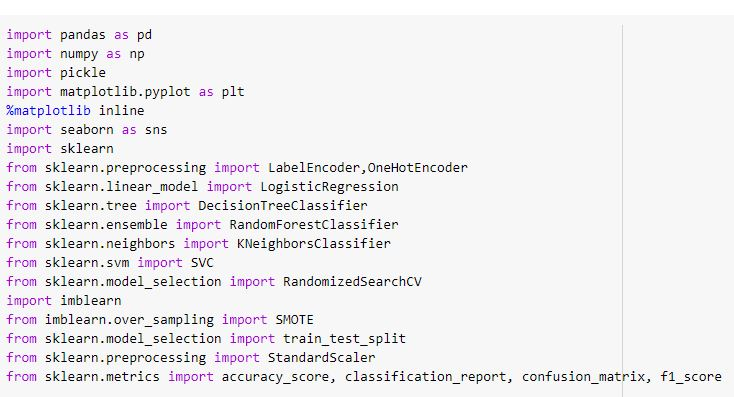 import pandas as pd
import numpy as np
import pickle
import matplotlib.pyplot as plt
%matplotlib inline
import seaborn as sns
import sklearn
from sklearn.preprocessing import LabelEncoder,OneHotEncoder
from sklearn.linear_model import LogisticRegression
from sklearn.tree import DecisionTreeClassifier
from sklearn.ensemble import RandomForestClassifier
from sklearn.neighbors import KNeighborsClassifier
from sklearn.svm import SVC
from sklearn.model_selection import RandomizedSearchCV
import imblearn
from imblearn.over_sampling import SMOTE
from sklearn.model_selection import train_test_split
from sklearn.preprocessing import StandardScaler
from sklearn.metrics import accuracy_score, classification_report, confusion_matrix, f1_score